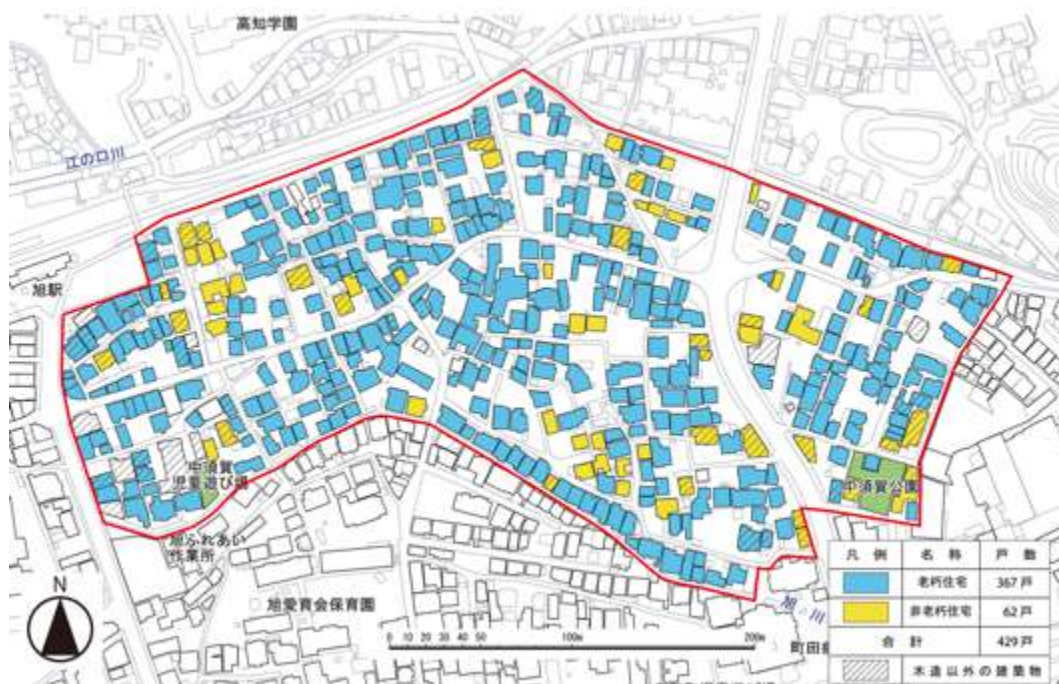 高知学園
江の口川
旭駅
中須賀
児童遊び場
旭ふれあい
作業所
中須賀公園
旭愛育会保育園
旭川
町田
N
0 10 20 30 40 50 100m 200m
凡例 名称 戸数
老朽住宅 367戸
非老朽住宅 62戸
合計 429戸
木造以外の建築物